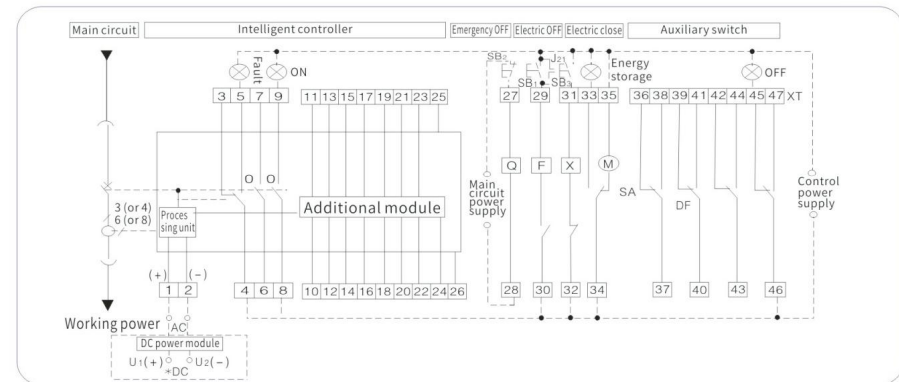 Main circuit
Intelligent controller
Emergency OFF
Electric OFF
Electric close
Auxiliary switch
Fault
ON
SB2
SB1
J21
SB3
Energy
storage
OFF
3 5 7 9
11 13 15 17 19 21 23 25
27 29 31 33 35
36 38 39 41 42 44 45 47 XT
O O
Q F X M
SA
DF
3 (or 4)
6 (or 8)
Proces
sing unit
Additional module
Main
circuit
power
supply
Control
power
supply
(+) (-)
1 2
4 6 8
10 12 14 16 18 20 22 24 26
28 30 32 34
37 40 43 46
Working power
AC
DC power module
U1(+) U2(-)
*DC